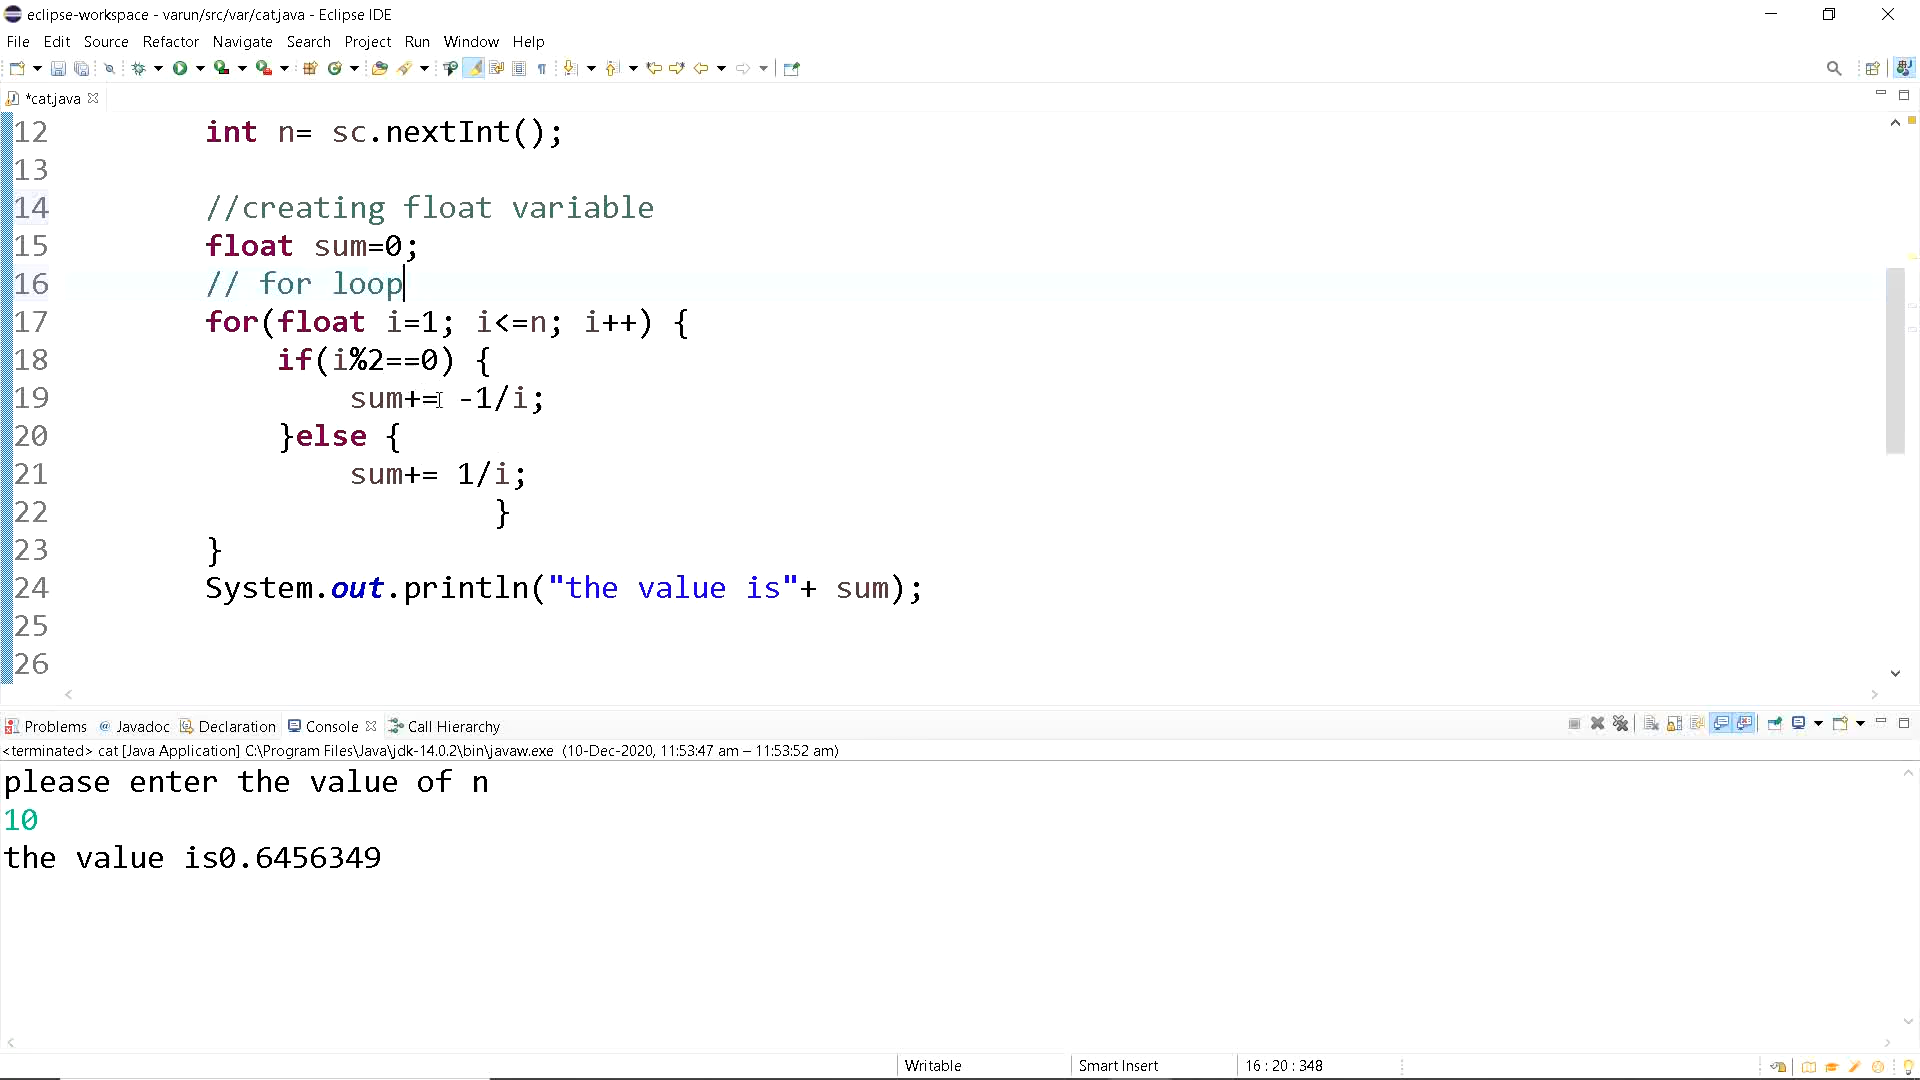 eclipse-workspace - varun/src/var/cat.java - Eclipse IDE
File Edit Source Refactor Navigate Search Project Run Window Help
*cat.java
12 int n= sc.nextInt();
13
14 //creating float variable
15 float sum=0;
16 // for loop
17 for(float i=1; i<=n; i++) {
18 if(i%2==0) {
19 sum+= -1/i;
20 }else {
21 sum+= 1/i;
22 }
23 }
24 System.out.println("the value is"+ sum);
25
26
Problems @ Javadoc Declaration Console Call Hierarchy
<terminated> cat [Java Application] C:\Program Files\Java\jdk-14.0.2\bin\javaw.exe (10-Dec-2020, 11:53:47 am – 11:53:52 am)
please enter the value of n
10
the value is0.6456349
Writable Smart Insert 16 : 20 : 348